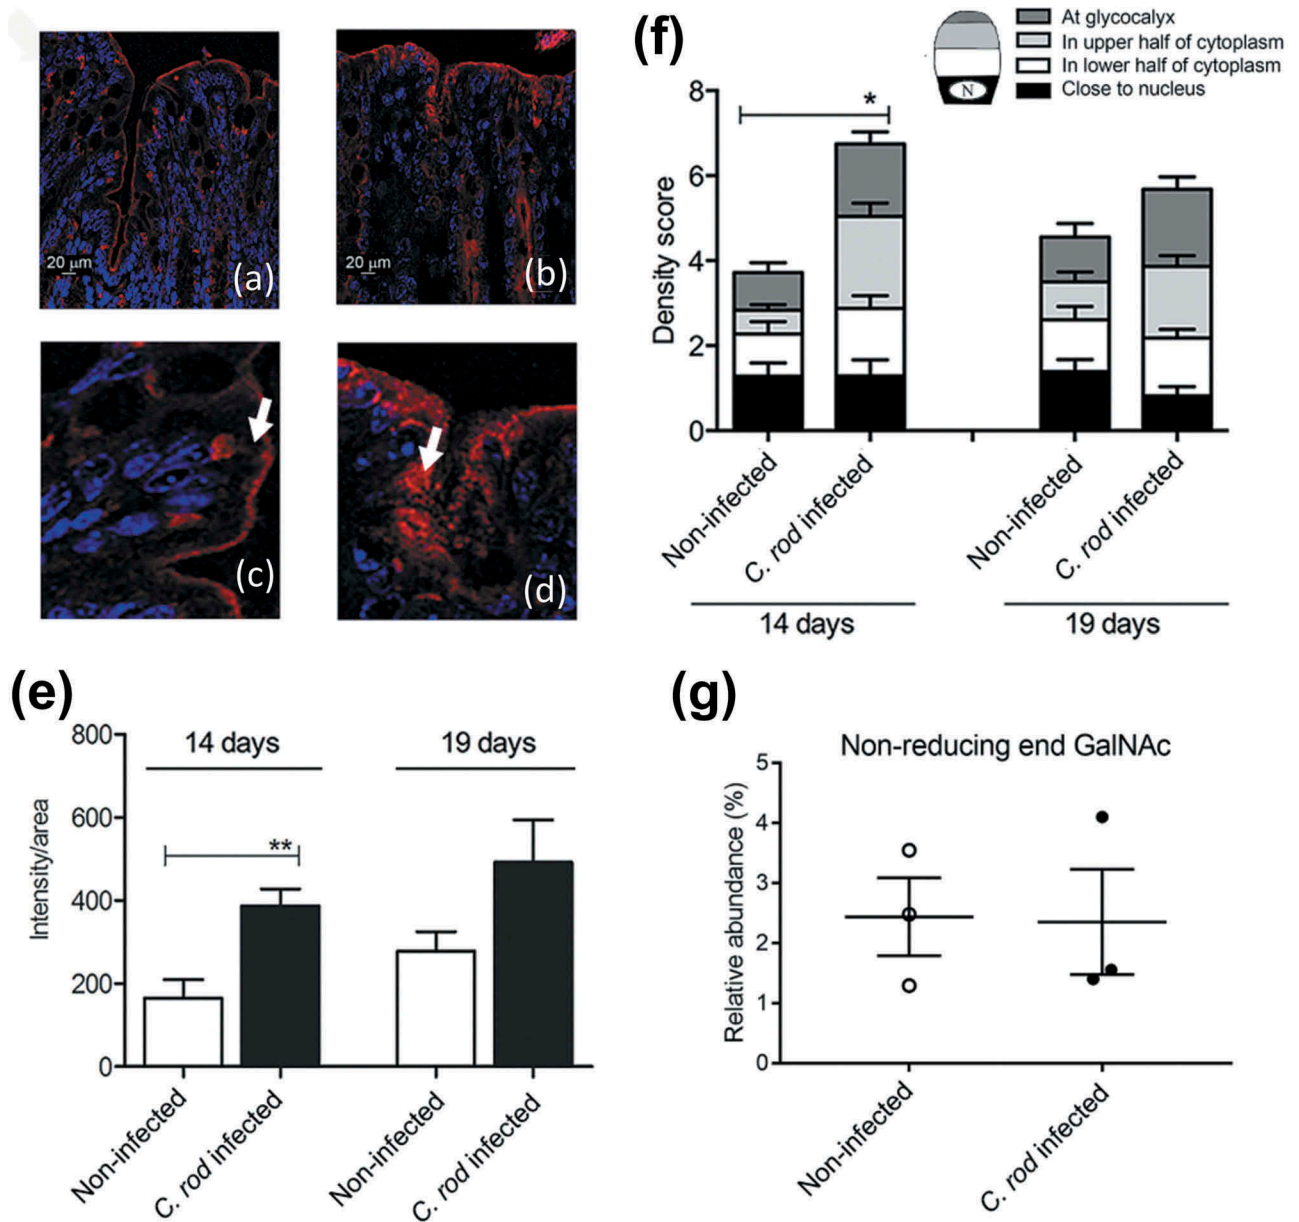 20 μm
(a)
20 μm
(b)
(c)
(d)
(f)
At glycocalyx
In upper half of cytoplasm
In lower half of cytoplasm
Close to nucleus
N
*
8
6
4
2
0
Density score
Non-infected
C. rod infected
Non-infected
C. rod infected
14 days
19 days
(e)
800
600
400
200
0
Intensity/area
14 days
19 days
**
Non-infected
C. rod infected
Non-infected
C. rod infected
(g)
Non-reducing end GalNAc
5
4
3
2
1
0
Relative abundance (%)
Non-infected
C. rod infected